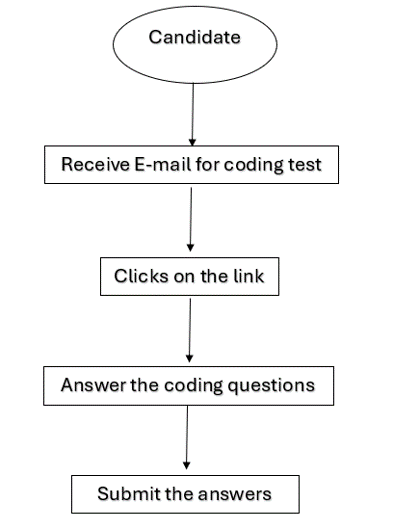 Candidate
Receive E-mail for coding test
Clicks on the link
Answer the coding questions
Submit the answers